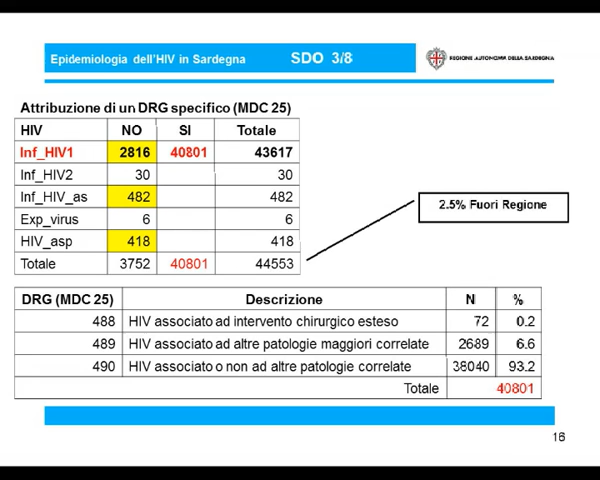 Epidemiologia dell'HIV in Sardegna SDO 3/8
REGIONE AUTONOMA DELLA SARDEGNA
Attribuzione di un DRG specifico (MDC 25)
HIV NO SI Totale
Inf_HIV1 2816 40801 43617
Inf_HIV2 30 30
Inf_HIV_as 482 482
Exp_virus 6 6
HIV_asp 418 418
Totale 3752 40801 44553
2.5% Fuori Regione
DRG (MDC 25) Descrizione N %
488 HIV associato ad intervento chirurgico esteso 72 0.2
489 HIV associato ad altre patologie maggiori correlate 2689 6.6
490 HIV associato o non ad altre patologie correlate 38040 93.2
Totale 40801
16